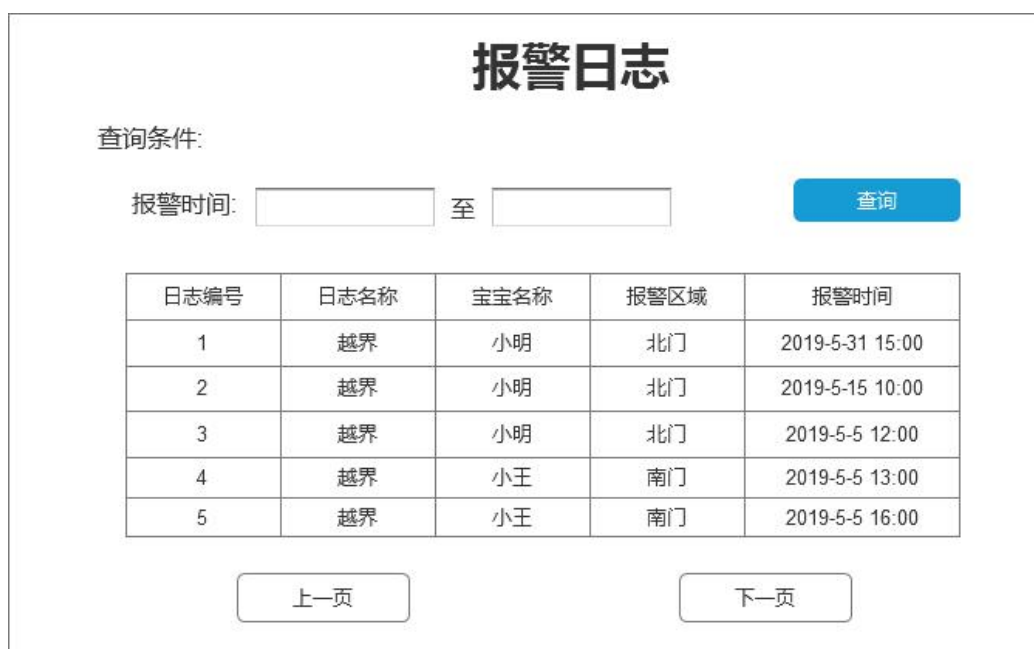 报警日志
查询条件:
报警时间: 至 查询
日志编号 日志名称 宝宝名称 报警区域 报警时间
1 越界 小明 北门 2019-5-31 15:00
2 越界 小明 北门 2019-5-15 10:00
3 越界 小明 北门 2019-5-5 12:00
4 越界 小王 南门 2019-5-5 13:00
5 越界 小王 南门 2019-5-5 16:00
上一页 下一页